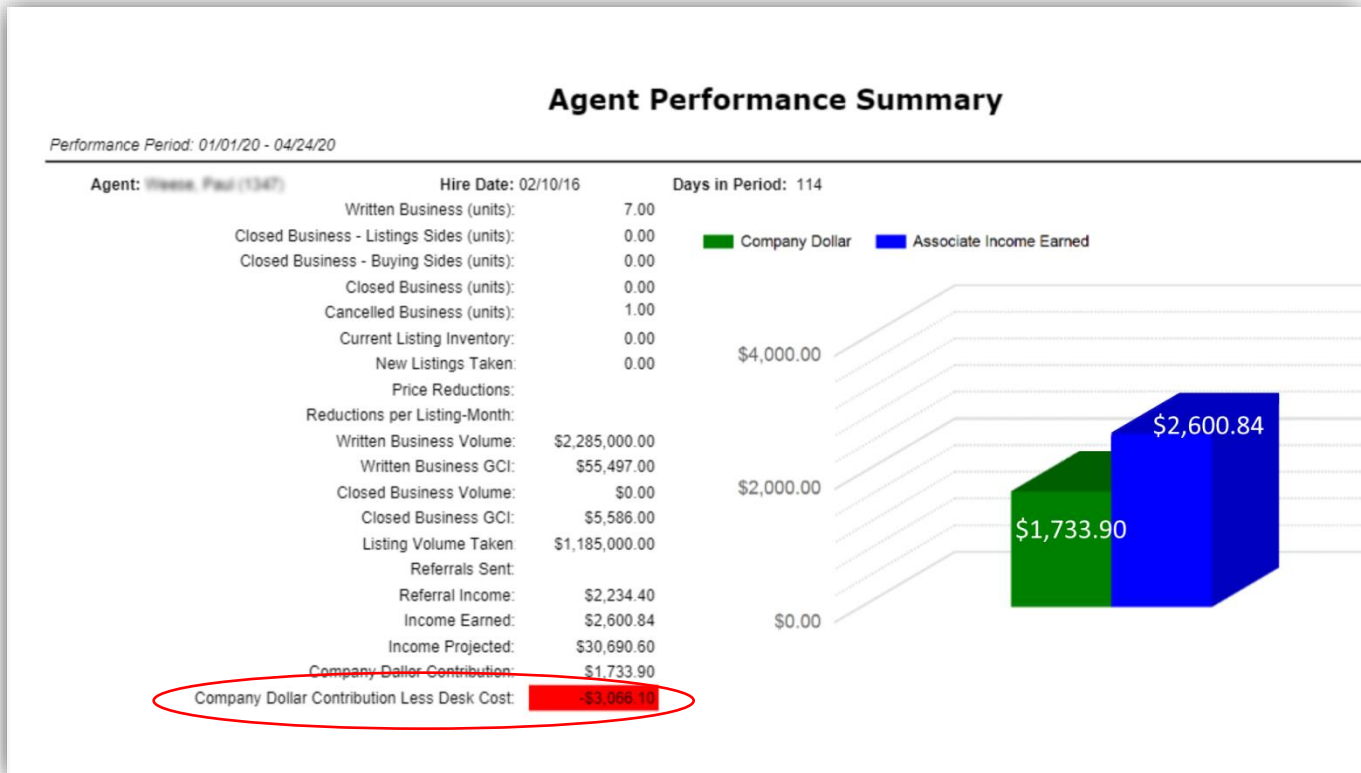 Agent Performance Summary
Performance Period: 01/01/20 - 04/24/20
Agent: Hire Date: 02/10/16 Days in Period: 114
Written Business (units): 7.00
Closed Business - Listings Sides (units): 0.00
Closed Business - Buying Sides (units): 0.00
Closed Business (units): 0.00
Cancelled Business (units): 1.00
Current Listing Inventory: 0.00
New Listings Taken: 0.00
Price Reductions:
Reductions per Listing-Month:
Written Business Volume: $2,285,000.00
Written Business GCI: $55,497.00
Closed Business Volume: $0.00
Closed Business GCI: $5,586.00
Listing Volume Taken: $1,185,000.00
Referrals Sent:
Referral Income: $2,234.40
Income Earned: $2,600.84
Income Projected: $30,690.60
Company Dallor Contribution: $1,733.90
Company Dollar Contribution Less Desk Cost: -$3,066.10
Company Dollar Associate Income Earned
$4,000.00
$2,000.00
$0.00
$1,733.90
$2,600.84